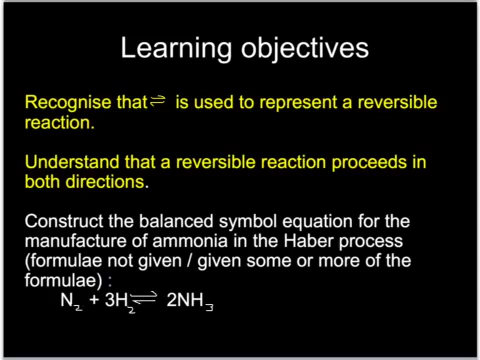 Learning objectives
Recognise that ⇌ is used to represent a reversible
reaction.
Understand that a reversible reaction proceeds in
both directions.
Construct the balanced symbol equation for the
manufacture of ammonia in the Haber process
(formulae not given / given some or more of the
formulae) :
N₂ + 3H₂ ⇌ 2NH₃